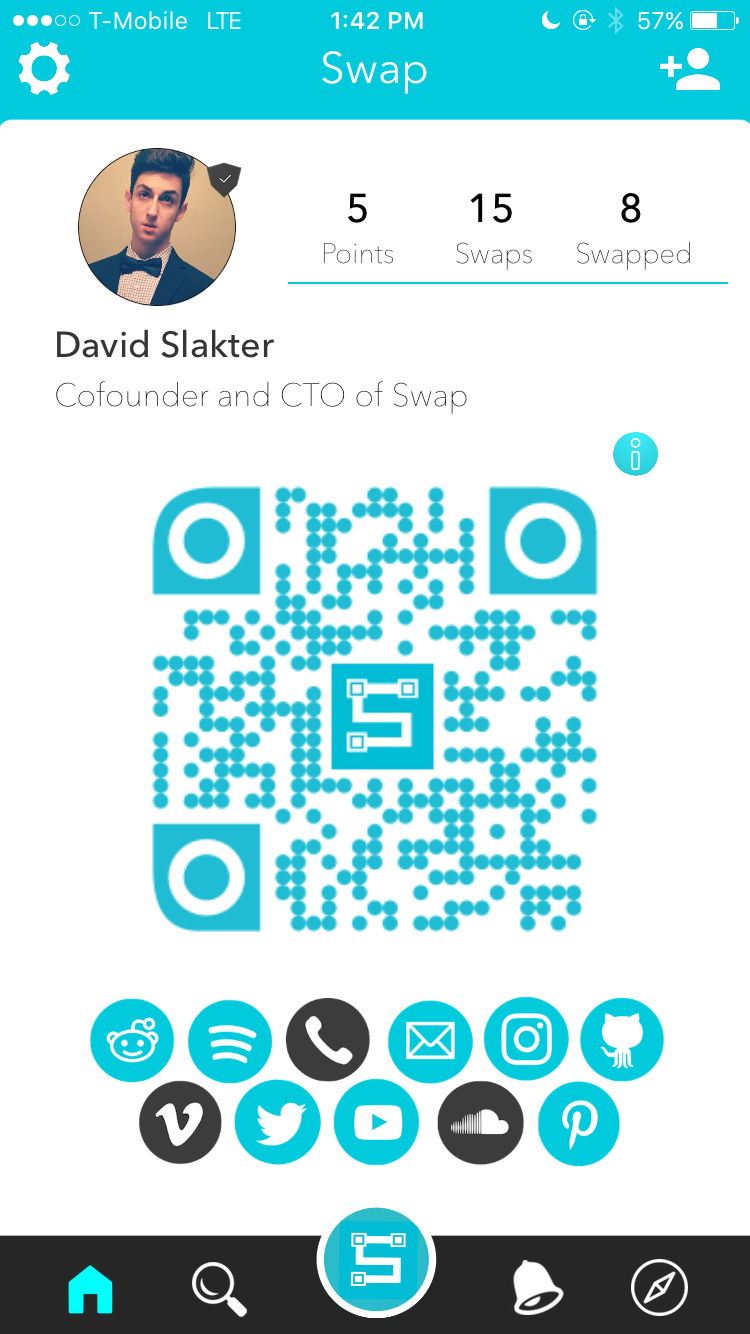 T-Mobile LTE 1:42 PM 57%
Swap
5 15 8
Points Swaps Swapped
David Slakter
Cofounder and CTO of Swap